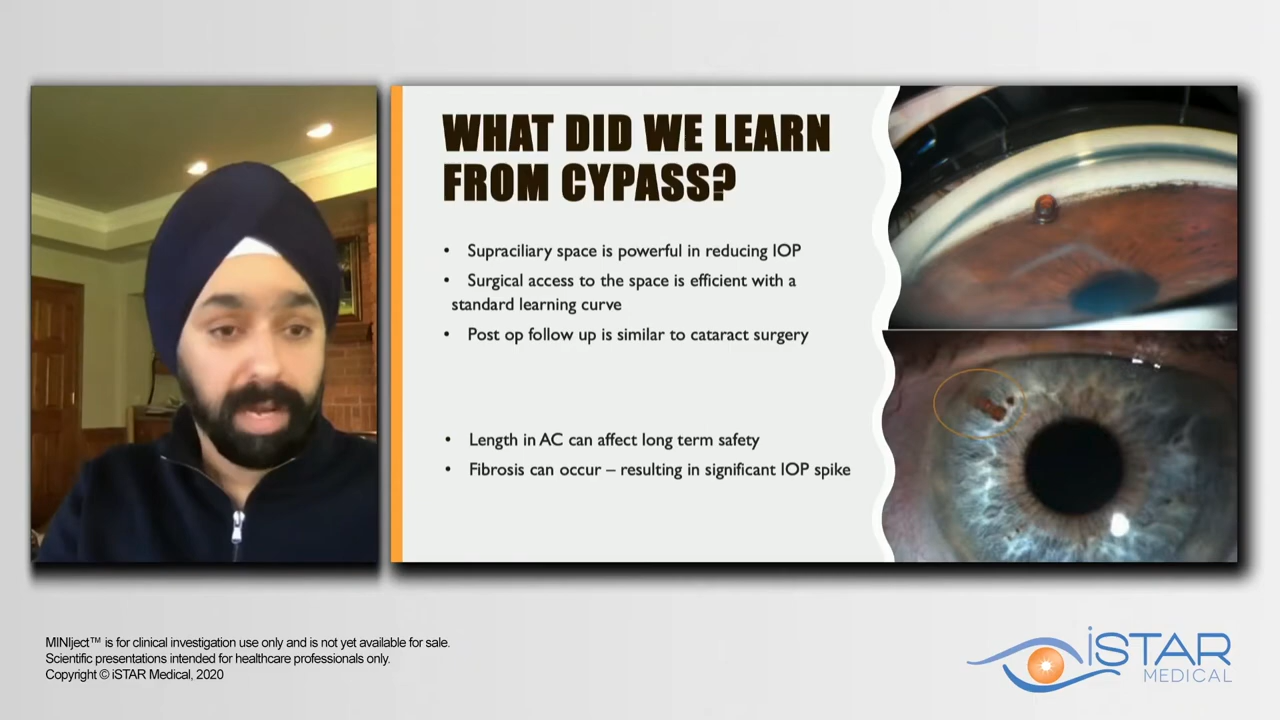 WHAT DID WE LEARN
FROM CYPASS?
• Supraciliary space is powerful in reducing IOP
• Surgical access to the space is efficient with a
standard learning curve
• Post op follow up is similar to cataract surgery
• Length in AC can affect long term safety
• Fibrosis can occur – resulting in significant IOP spike
MINIject™ is for clinical investigation use only and is not yet available for sale.
Scientific presentations intended for healthcare professionals only.
Copyright © iSTAR Medical, 2020
iSTAR
MEDICAL